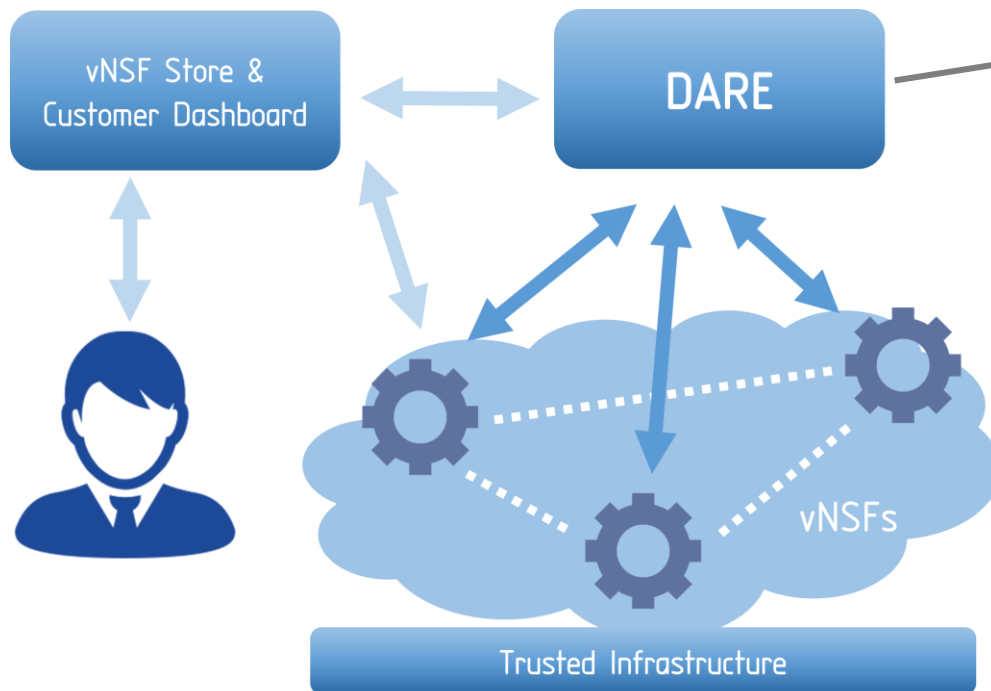 vNSF Store &
Customer Dashboard
DARE
vNSFs
Trusted Infrastructure